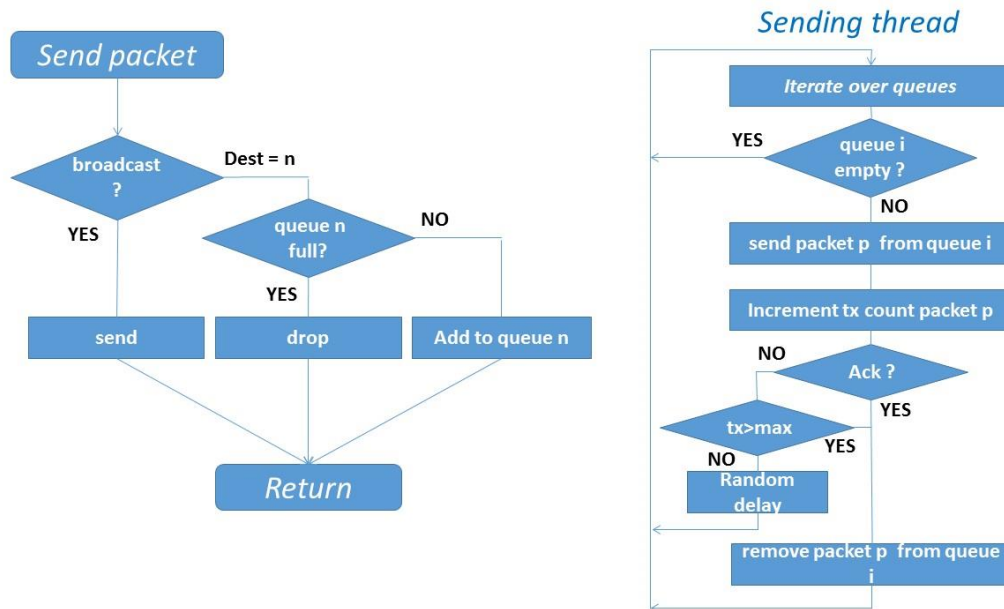 Send packet
broadcast
?
Dest = n
YES
queue n
full?
NO
YES
send
drop
Add to queue n
Return
Sending thread
Iterate over queues
YES
queue i
empty ?
NO
send packet p from queue i
Increment tx count packet p
NO
Ack ?
YES
tx>max
YES
NO
Random
delay
remove packet p from queue
i